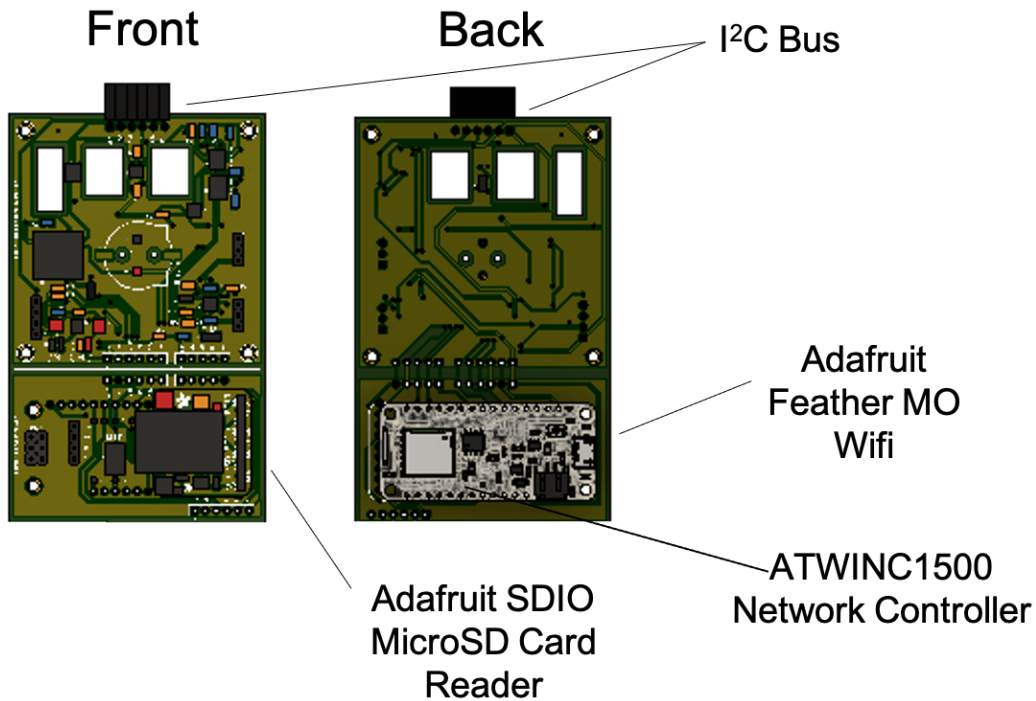 Front
Back
I²C Bus
Adafruit
Feather MO
Wifi
ATWINC1500
Network Controller
Adafruit SDIO
MicroSD Card
Reader